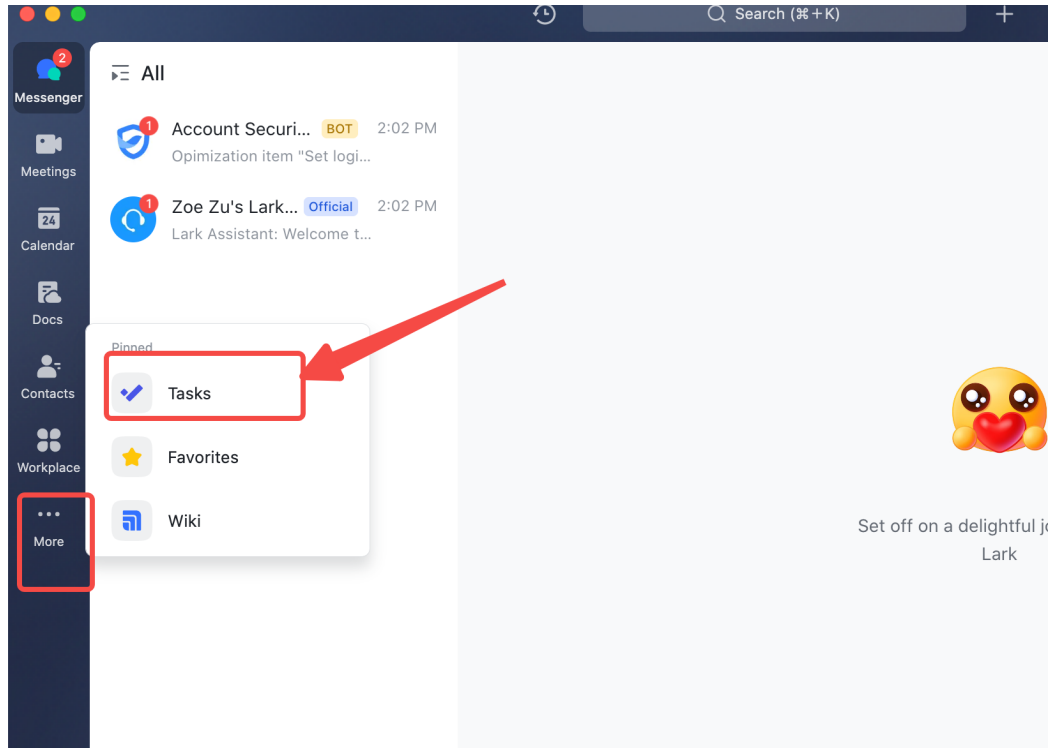 Search (⌘+K)
2
Messenger
Meetings
24
Calendar
Docs
Contacts
Workplace
More
All
1
Account Securi... BOT 2:02 PM
Opimization item "Set logi...
1
Zoe Zu's Lark... Official 2:02 PM
Lark Assistant: Welcome t...
Pinned
Tasks
Favorites
Wiki
Set off on a delightful
Lark